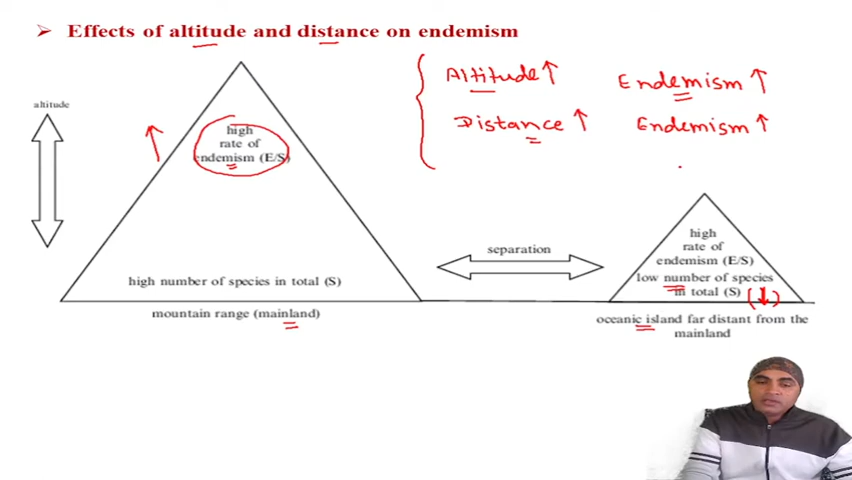 ➢ Effects of altitude and distance on endemism
altitude
high
rate of
endemism (E/S)
high number of species in total (S)
mountain range (mainland)
Altitude ↑ Endemism ↑
Distance ↑ Endemism ↑
separation
high
rate of
endemism (E/S)
low number of species
in total (S) (↓)
oceanic island far distant from the
mainland